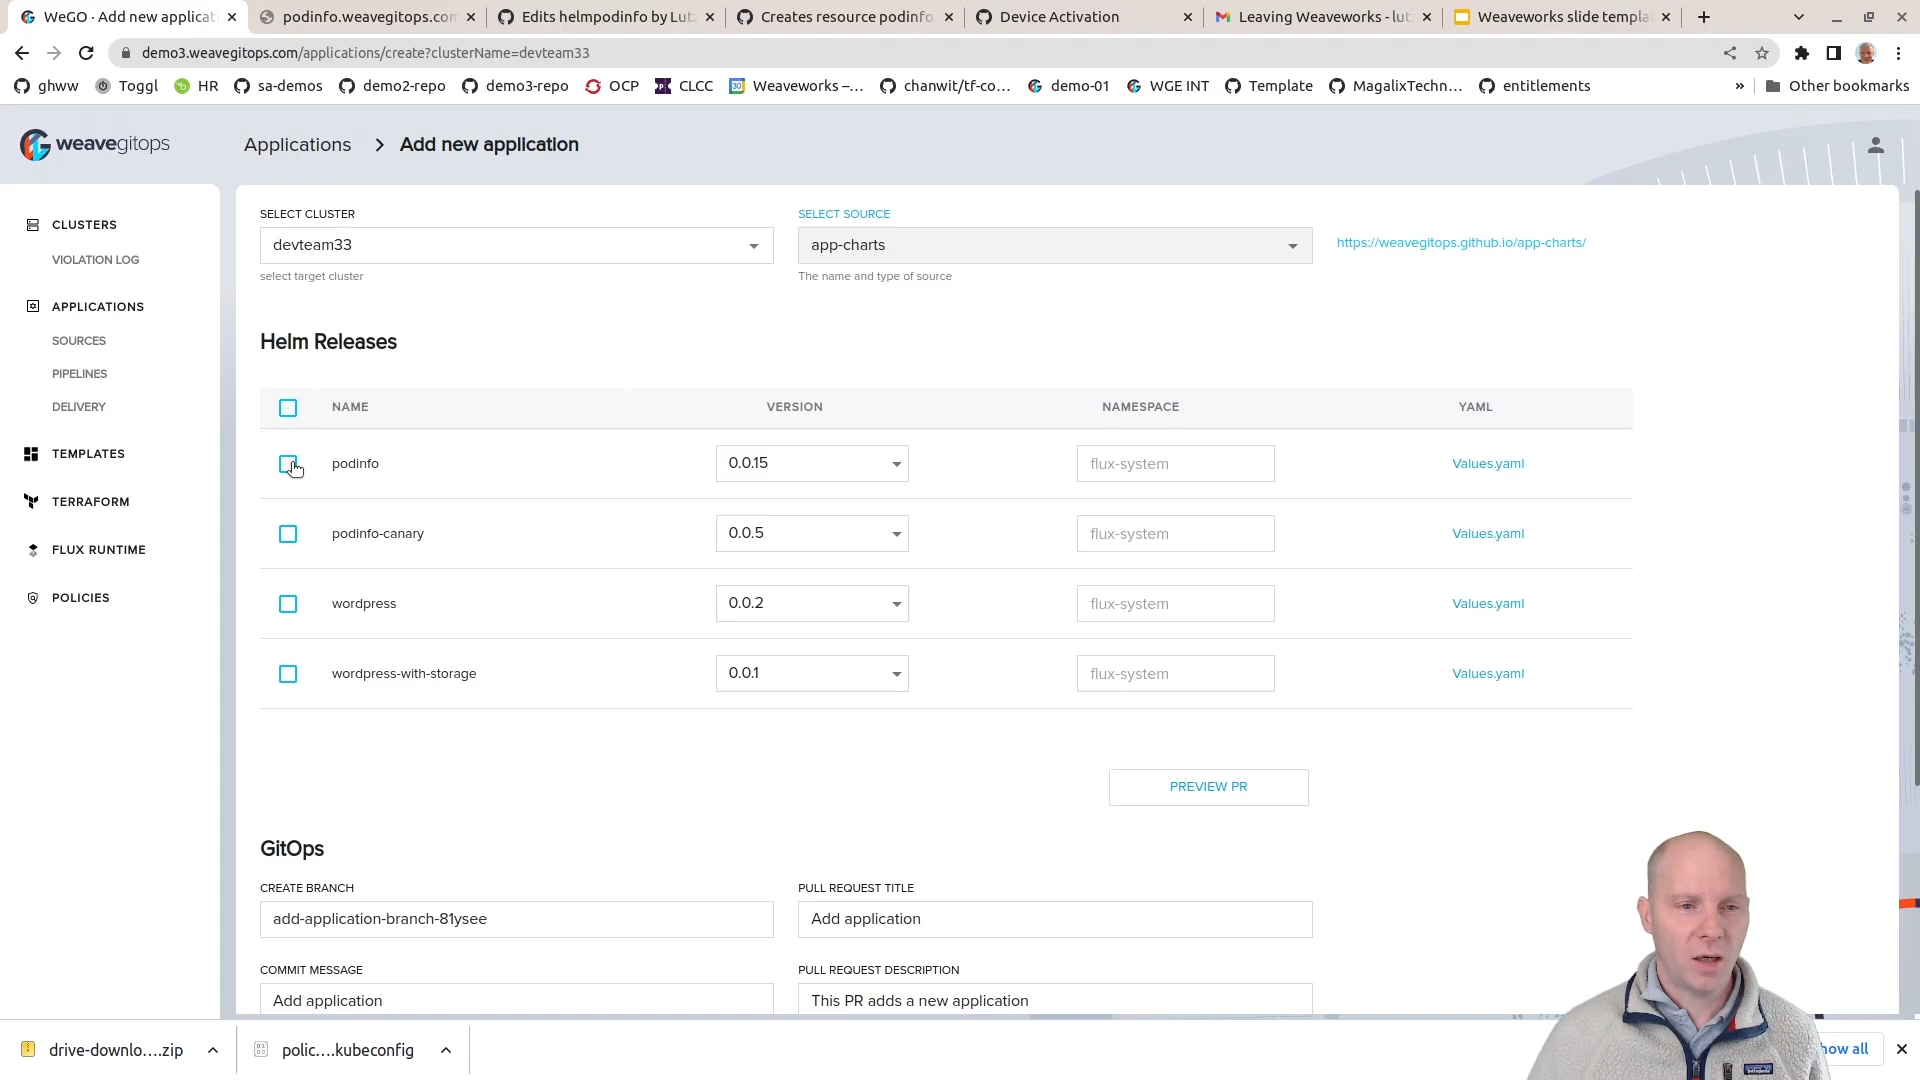 WeGO · Add new applicat
podinfo.weavegitops.com
Edits helmpodinfo by Lutz
Creates resource podinfo
Device Activation
Leaving Weaveworks - lutz
Weaveworks slide templa
demo3.weavegitops.com/applications/create?clusterName=devteam33
ghww
Toggl
HR
sa-demos
demo2-repo
demo3-repo
OCP
CLCC
Weaveworks –...
chanwit/tf-co...
demo-01
WGE INT
Template
MagalixTechn...
entitlements
»
Other bookmarks
weavegitops
Applications > Add new application
CLUSTERS
VIOLATION LOG
APPLICATIONS
SOURCES
PIPELINES
DELIVERY
TEMPLATES
TERRAFORM
FLUX RUNTIME
POLICIES
SELECT CLUSTER
devteam33
select target cluster
SELECT SOURCE
app-charts
The name and type of source
https://weavegitops.github.io/app-charts/
Helm Releases
NAME VERSION NAMESPACE YAML
podinfo 0.0.15 flux-system Values.yaml
podinfo-canary 0.0.5 flux-system Values.yaml
wordpress 0.0.2 flux-system Values.yaml
wordpress-with-storage 0.0.1 flux-system Values.yaml
PREVIEW PR
GitOps
CREATE BRANCH
add-application-branch-81ysee
PULL REQUEST TITLE
Add application
COMMIT MESSAGE
Add application
PULL REQUEST DESCRIPTION
This PR adds a new application
drive-downlo....zip
polic....kubeconfig
how all